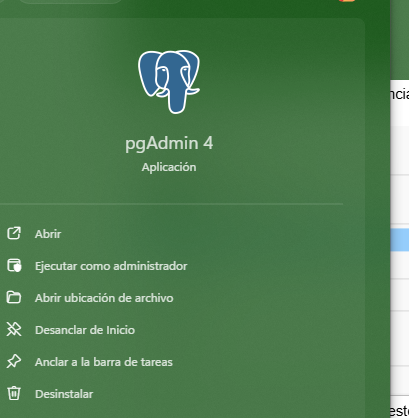 pgAdmin 4
Aplicación
Abrir
Ejecutar como administrador
Abrir ubicación de archivo
Desanclar de Inicio
Anclar a la barra de tareas
Desinstalar